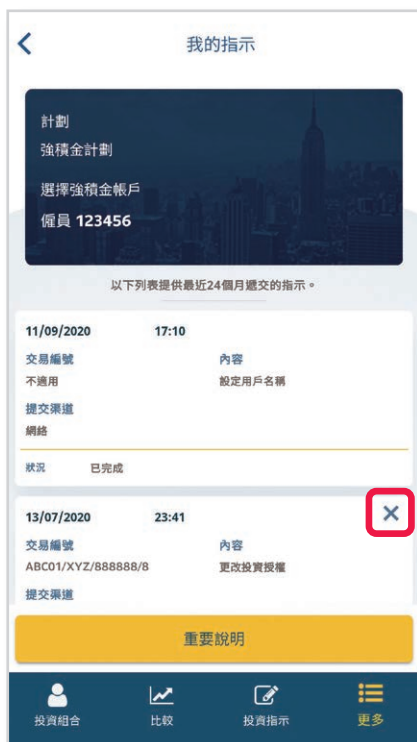 我的指示
計劃
強積金計劃
選擇強積金帳戶
僱員 123456
以下列表提供最近24個月遞交的指示。
11/09/2020 17:10
交易編號 內容
不適用 設定用戶名稱
提交渠道
網絡
狀況 已完成
13/07/2020 23:41
交易編號 內容
ABC01/XYZ/888888/8 更改投資授權
提交渠道
重要說明
投資組合 比較 投資指示 更多